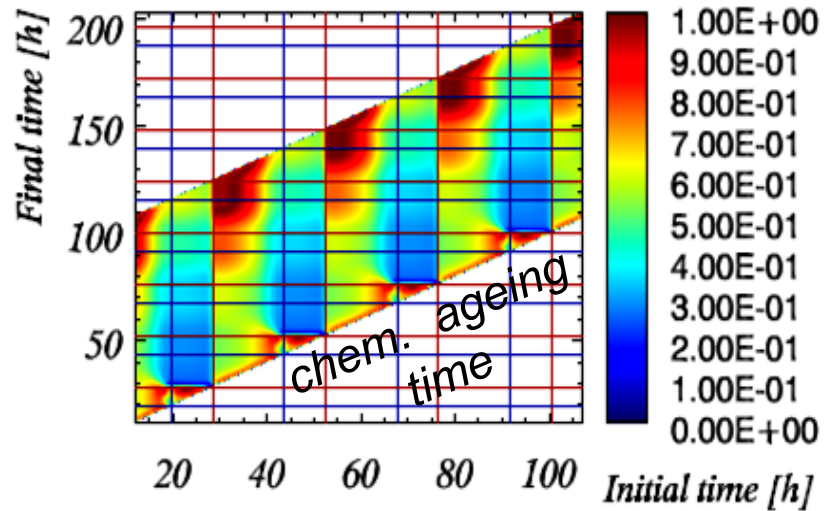 Final time [h]
200
150
100
50
20 40 60 80 100
Initial time [h]
chem. ageing
time
1.00E+00
9.00E-01
8.00E-01
7.00E-01
6.00E-01
5.00E-01
4.00E-01
3.00E-01
2.00E-01
1.00E-01
0.00E+00